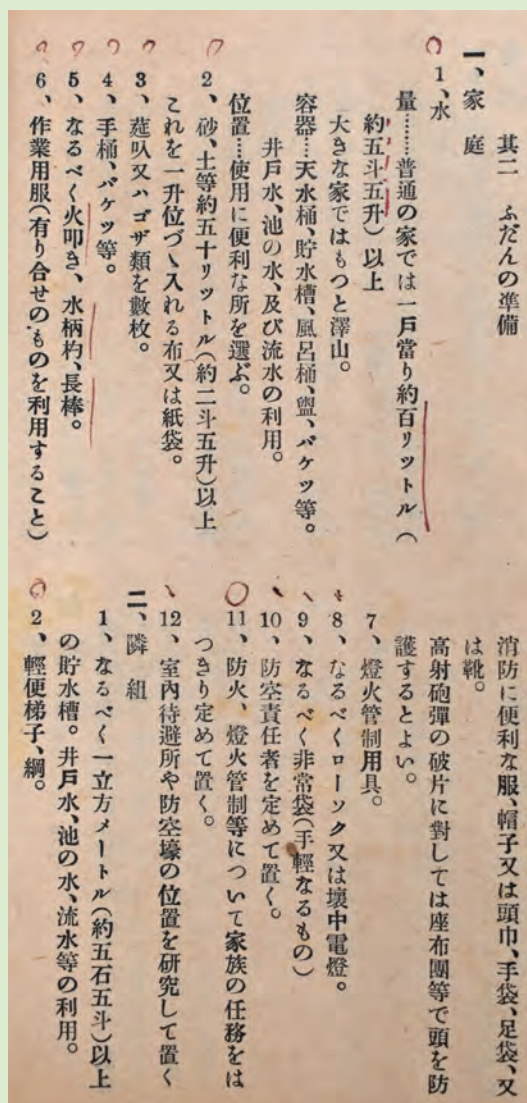 其二　ふだんの準備
一、家　庭
1、水
量……普通の家では一戸當り約百リットル（
約五斗五升）以上
大きな家ではもつと澤山。
容器…天水桶、貯水槽、風呂桶、盥、バケツ等。
井戸水、池の水、及び流水の利用。
位置…使用に便利な所を選ぶ。
2、砂、土等約五十リットル（約二斗五升）以上
これを一升位づゝ入れる布又は紙袋。
3、莚叺又ハゴザ類を數枚。
4、手桶、バケツ等。
5、なるべく火叩き、水柄杓、長棒。
6、作業用服（有り合せのものを利用すること）
消防に便利な服、帽子又は頭巾、手袋、足袋、又
は靴。
高射砲彈の破片に對しては座布團等で頭を防
護するとよい。
7、燈火管制用具。
8、なるべくローソク又は懷中電燈。
9、なるべく非常袋（手輕なるもの）
10、防空責任者を定めて置く。
11、防火、燈火管制等について家族の任務をは
つきり定めて置く。
12、室內待避所や防空壕の位置を硏究して置く
二、隣　組
1、なるべく一立方メートル（約五石五斗）以上
の貯水槽。井戸水、池の水、流水等の利用。
2、輕便梯子、綱。